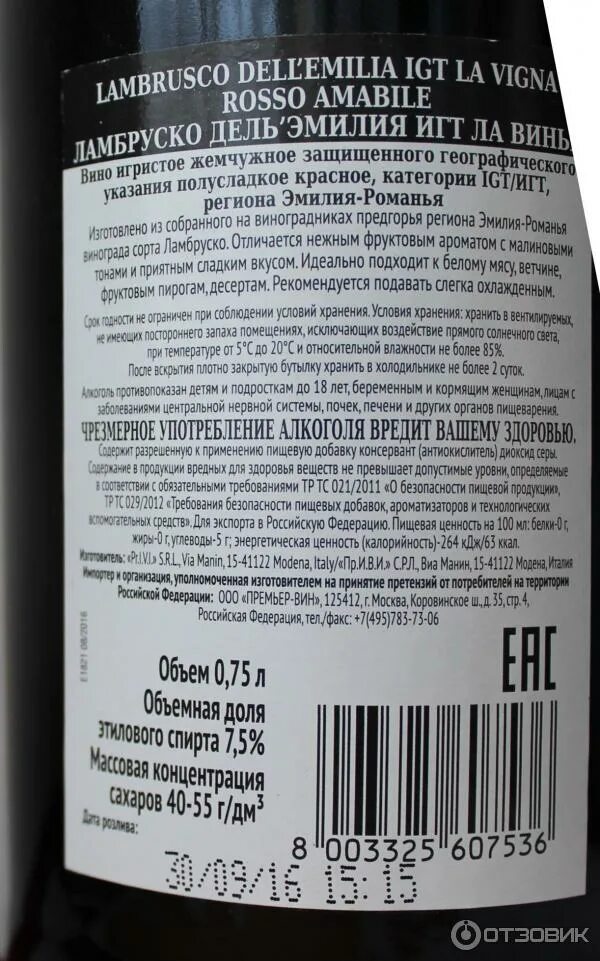 LAMBRUSCO DELL'EMILIA IGT LA VIGNA
ROSSO AMABILE
ЛАМБРУСКО ДЕЛЬ'ЭМИЛИЯ ИГТ ЛА ВИНЬ
Вино игристое жемчужное защищенного географического
указания полусладкое красное, категории IGT/ИГТ,
региона Эмилия-Романья
Изготовлено из собранного на виноградниках предгорья региона Эмилия-Романья
винограда сорта Ламбруско. Отличается нежным фруктовым ароматом с малиновыми
тонами и приятным сладким вкусом. Идеально подходит к белому мясу, ветчине,
фруктовым пирогам, десертам. Рекомендуется подавать слегка охлажденным.
Срок годности не ограничен при соблюдении условий хранения. Условия хранения: хранить в вентилируемых,
не имеющих постороннего запаха помещениях, исключающих воздействие прямого солнечного света,
при температуре от 5°С до 20°С и относительной влажности не более 85%.
После вскрытия плотно закрытую бутылку хранить в холодильнике не более 2 суток.
Алкоголь противопоказан детям и подросткам до 18 лет, беременным и кормящим женщинам, лицам с
заболеваниями центральной нервной системы, почек, печени и других органов пищеварения.
ЧРЕЗМЕРНОЕ УПОТРЕБЛЕНИЕ АЛКОГОЛЯ ВРЕДИТ ВАШЕМУ ЗДОРОВЬЮ.
Содержит разрешенную к применению пищевую добавку консервант (антиокислитель) диоксид серы.
Содержание в продукции вредных для здоровья веществ не превышает допустимые уровни, определяемые
в соответствии с обязательными требованиями ТР ТС 021/2011 «О безопасности пищевой продукции»,
ТР ТС 029/2012 «Требования безопасности пищевых добавок, ароматизаторов и технологических
вспомогательных средств». Для экспорта в Российскую Федерацию. Пищевая ценность на 100 мл: белки-0 г,
жиры-0 г, углеводы-5 г; энергетическая ценность (калорийность)-264 кДж/63 ккал.
Изготовитель: «Pr.I.V.I.» S.R.L., Via Manin, 15-41122 Modena, Italy/«Пр.И.В.И.» С.Р.Л., Виа Манин, 15-41122 Модена, Италия
Импортер и организация, уполномоченная изготовителем на принятие претензий от потребителей на территории
Российской Федерации: ООО «ПРЕМЬЕР-ВИН», 125412, г. Москва, Коровинское ш., д. 35, стр. 4,
Российская Федерация, тел./факс: +7(495)783-73-06
E1821 08/2016
EAC
Объем 0,75 л
Объемная доля
этилового спирта 7,5%
Массовая концентрация
сахаров 40-55 г/дм³
Дата розлива:
8 003325 607536
30/09/16 15:15
ОТЗОВИК